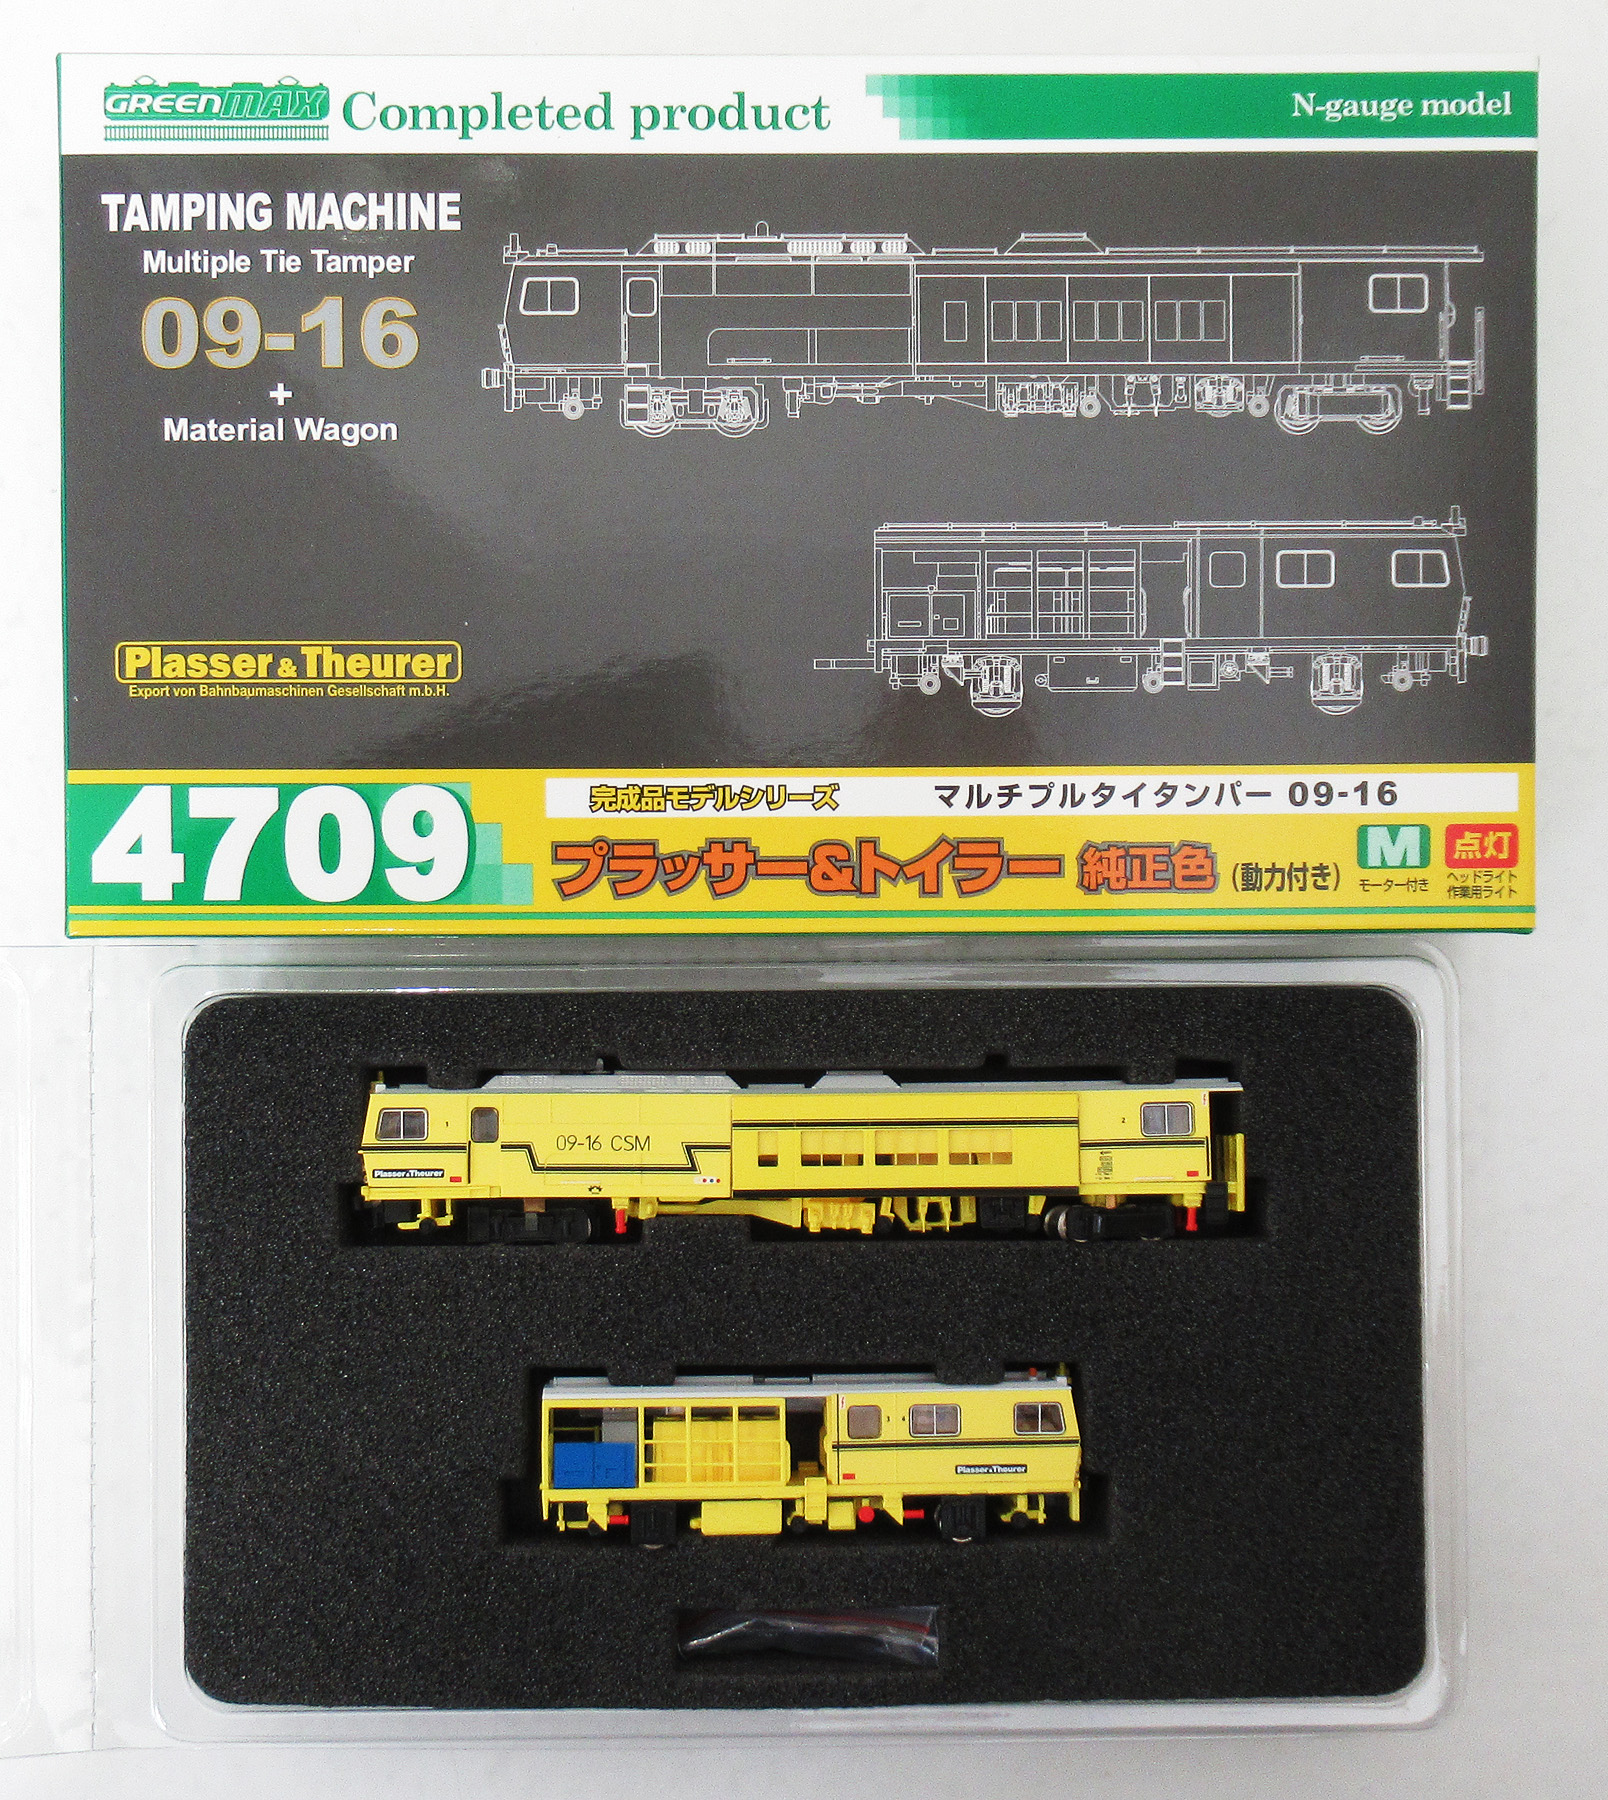 GREENMAX Completed product
N-gauge model
TAMPING MACHINE
Multiple Tie Tamper
09-16
+
Material Wagon
Plasser & Theurer
Export von Bahnbaumaschinen Gesellschaft m.b.H.
4709
完成品モデルシリーズ
マルチプルタイタンパー 09-16
プラッサー&トイラー 純正色 (動力付き)
M
モーター付き
点灯
ヘッドライト
作業用ライト
1
09-16 CSM
2
Plasser&Theurer
3 4
Plasser&Theurer